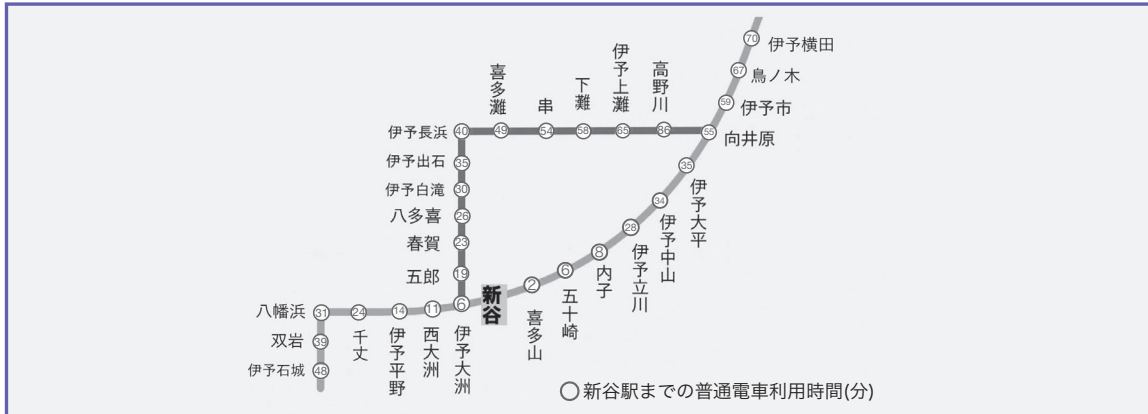 70 伊予横田
67 鳥ノ木
59 伊予市
55 向井原
86 高野川
65 伊予上灘
58 下灘
54 串
49 喜多灘
40 伊予長浜
35 伊予出石
30 伊予白滝
26 八多喜
23 春賀
19 五郎
35 伊予大平
34 伊予中山
28 伊予立川
8 内子
6 五十崎
2 喜多山
新谷
6 伊予大洲
11 西大洲
14 伊予平野
24 千丈
31 八幡浜
39 双岩
48 伊予石城
○新谷駅までの普通電車利用時間(分)